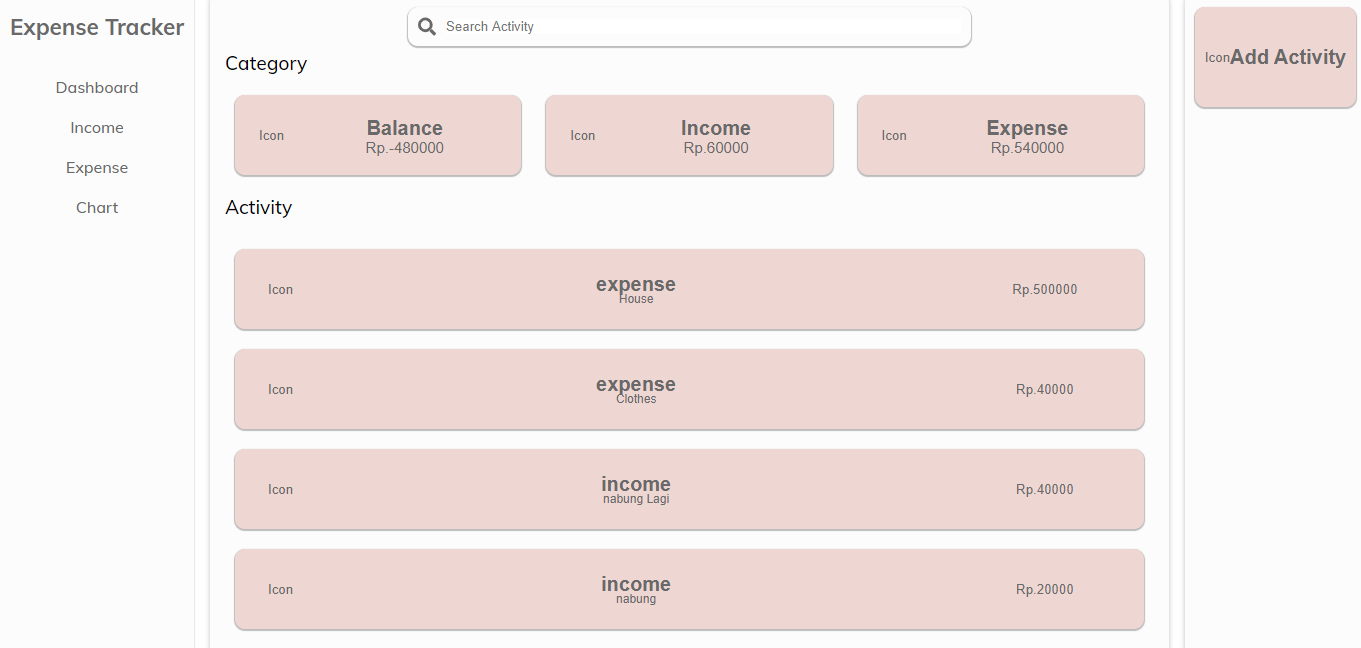 Expense Tracker
Dashboard
Income
Expense
Chart
Search Activity
Category
Icon
Balance
Rp.-480000
Icon
Income
Rp.60000
Icon
Expense
Rp.540000
Activity
Icon
expense
House
Rp.500000
Icon
expense
Clothes
Rp.40000
Icon
income
nabung Lagi
Rp.40000
Icon
income
nabung
Rp.20000
Icon Add Activity